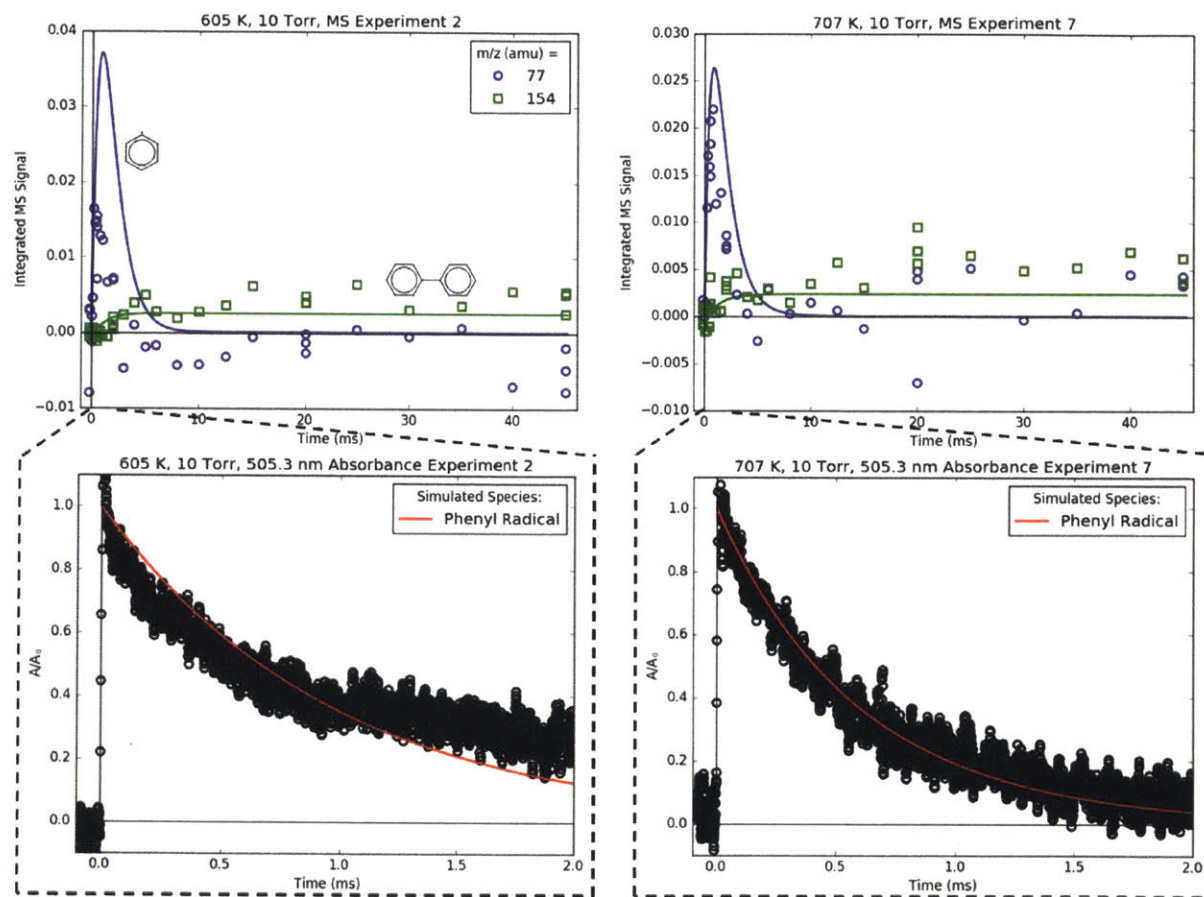 605 K, 10 Torr, MS Experiment 2
0.04
0.03
0.02
0.01
0.00
−0.01
Integrated MS Signal
m/z (amu) =
77
154
0
10
20
30
40
Time (ms)
707 K, 10 Torr, MS Experiment 7
0.030
0.025
0.020
0.015
0.010
0.005
0.000
−0.005
−0.010
Integrated MS Signal
0
10
20
30
40
Time (ms)
605 K, 10 Torr, 505.3 nm Absorbance Experiment 2
1.0
0.8
0.6
0.4
0.2
0.0
A/A₀
Simulated Species:
Phenyl Radical
0.0
0.5
1.0
1.5
2.0
Time (ms)
707 K, 10 Torr, 505.3 nm Absorbance Experiment 7
1.0
0.8
0.6
0.4
0.2
0.0
A/A₀
Simulated Species:
Phenyl Radical
0.0
0.5
1.0
1.5
2.0
Time (ms)